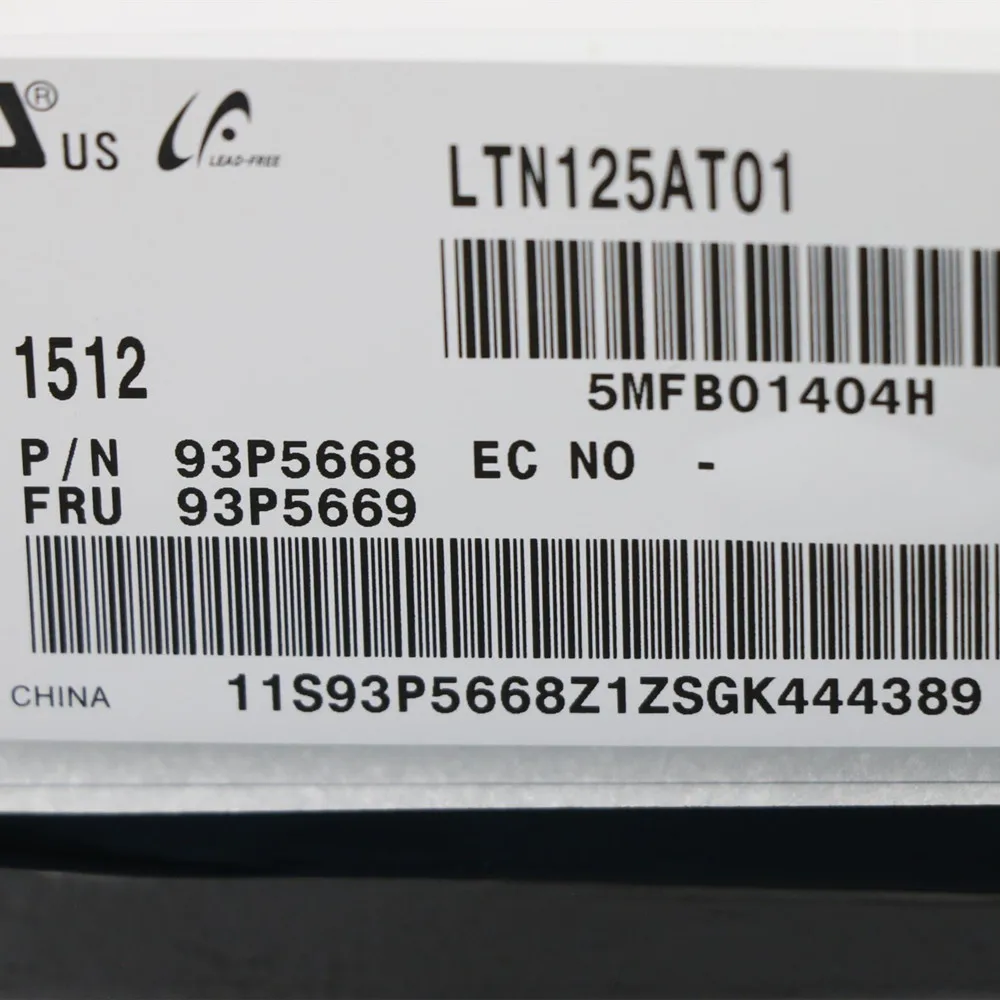 ® US LEAD-FREE
LTN125AT01
5MFB01404H
1512
P/N 93P5668 EC NO -
FRU 93P5669
CHINA 11S93P5668Z1ZSGK444389